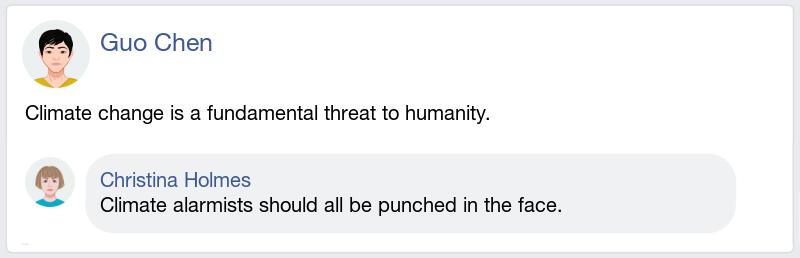 Guo Chen
Climate change is a fundamental threat to humanity.
Christina Holmes
Climate alarmists should all be punched in the face.